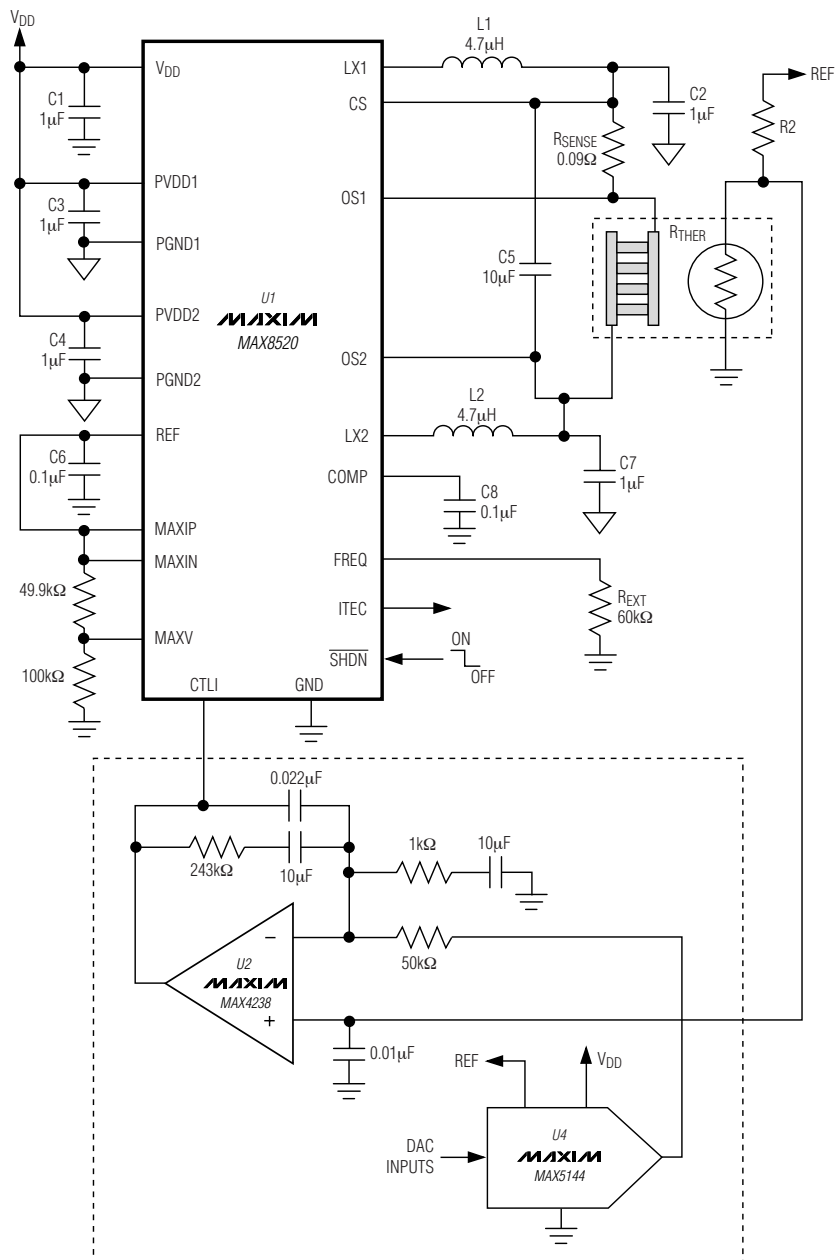 VDD
L1
4.7μH
VDD
LX1
REF
C1
1μF
CS
C2
1μF
R2
RSENSE
0.09Ω
PVDD1
OS1
C3
1μF
RTHER
PGND1
C5
10μF
U1
MAXIM
MAX8520
PVDD2
C4
1μF
OS2
PGND2
L2
4.7μH
REF
LX2
C6
0.1μF
COMP
C7
1μF
C8
0.1μF
MAXIP
FREQ
MAXIN
49.9kΩ
ITEC
REXT
60kΩ
MAXV
ON
SHDN
OFF
100kΩ
CTLI
GND
0.022μF
1kΩ
10μF
243kΩ
10μF
−
50kΩ
U2
MAXIM
MAX4238
+
0.01μF
REF
VDD
DAC
INPUTS
U4
MAXIM
MAX5144